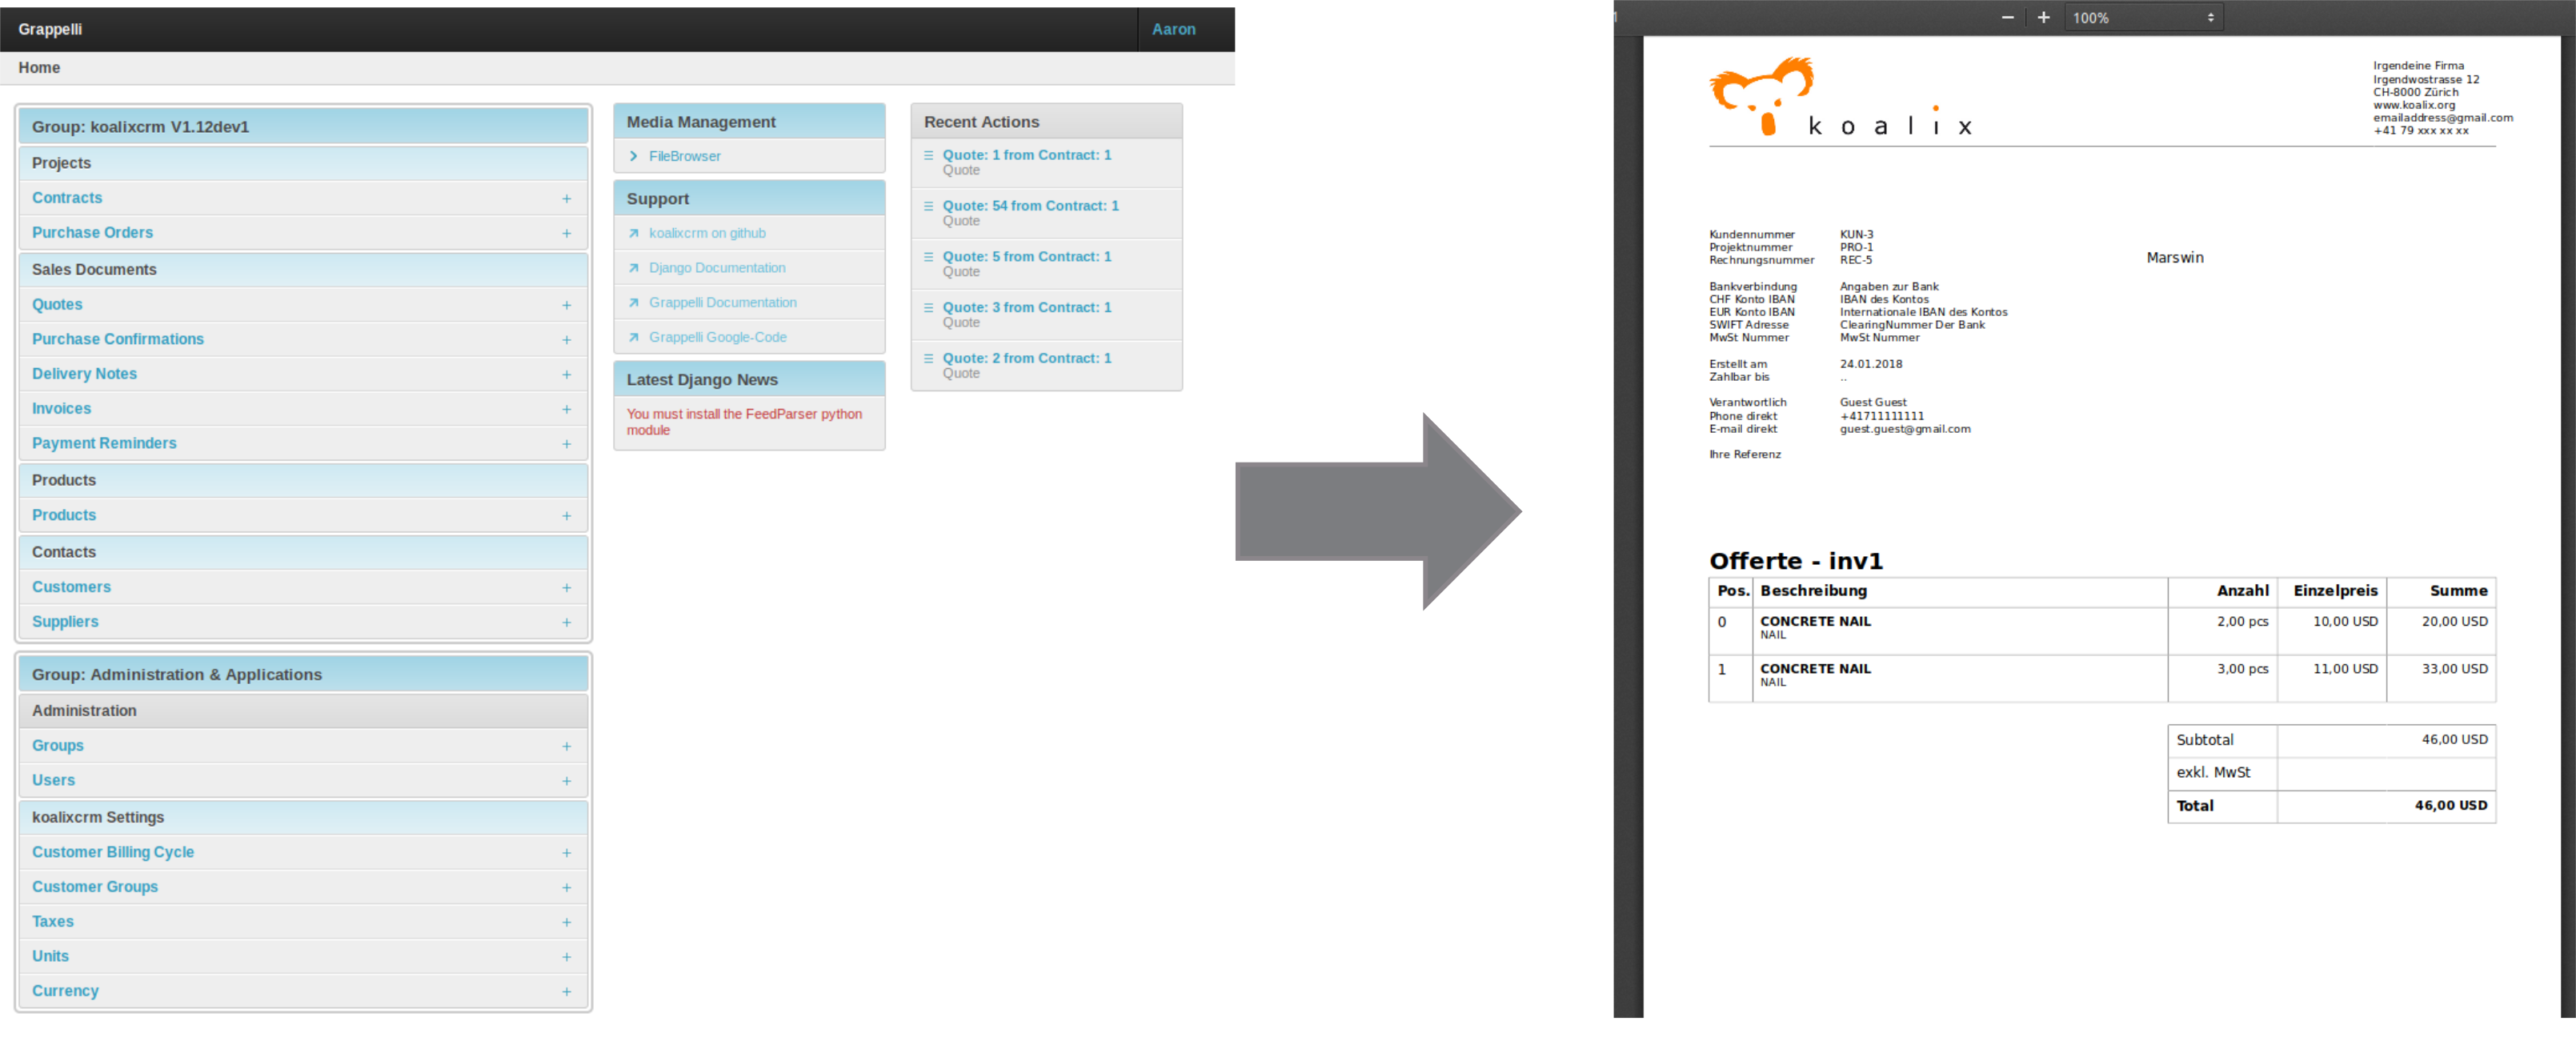 Grappelli
Aaron
Home
Group: koalixcrm V1.12dev1
Projects
Contracts +
Purchase Orders +
Sales Documents
Quotes +
Purchase Confirmations +
Delivery Notes +
Invoices +
Payment Reminders +
Products
Products +
Contacts
Customers +
Suppliers +
Group: Administration & Applications
Administration
Groups +
Users +
koalixcrm Settings
Customer Billing Cycle +
Customer Groups +
Taxes +
Units +
Currency +
Media Management
FileBrowser
Support
koalixcrm on github
Django Documentation
Grappelli Documentation
Grappelli Google-Code
Latest Django News
You must install the FeedParser python
module
Recent Actions
Quote: 1 from Contract: 1
Quote
Quote: 54 from Contract: 1
Quote
Quote: 5 from Contract: 1
Quote
Quote: 3 from Contract: 1
Quote
Quote: 2 from Contract: 1
Quote
− + 100%
koalix
Irgendeine Firma
Irgendwostrasse 12
CH-8000 Zürich
www.koalix.org
emailaddress@gmail.com
+41 79 xxx xx xx
Kundennummer KUN-3
Projektnummer PRO-1
Rechnungsnummer REC-5
Marswin
Bankverbindung Angaben zur Bank
CHF Konto IBAN IBAN des Kontos
EUR Konto IBAN Internationale IBAN des Kontos
SWIFT Adresse ClearingNummer Der Bank
MwSt Nummer MwSt Nummer
Erstellt am 24.01.2018
Zahlbar bis ..
Verantwortlich Guest Guest
Phone direkt +41711111111
E-mail direkt guest.guest@gmail.com
Ihre Referenz
Offerte - inv1
Pos. Beschreibung Anzahl Einzelpreis Summe
0 CONCRETE NAIL 2,00 pcs 10,00 USD 20,00 USD
NAIL
1 CONCRETE NAIL 3,00 pcs 11,00 USD 33,00 USD
NAIL
Subtotal 46,00 USD
exkl. MwSt
Total 46,00 USD